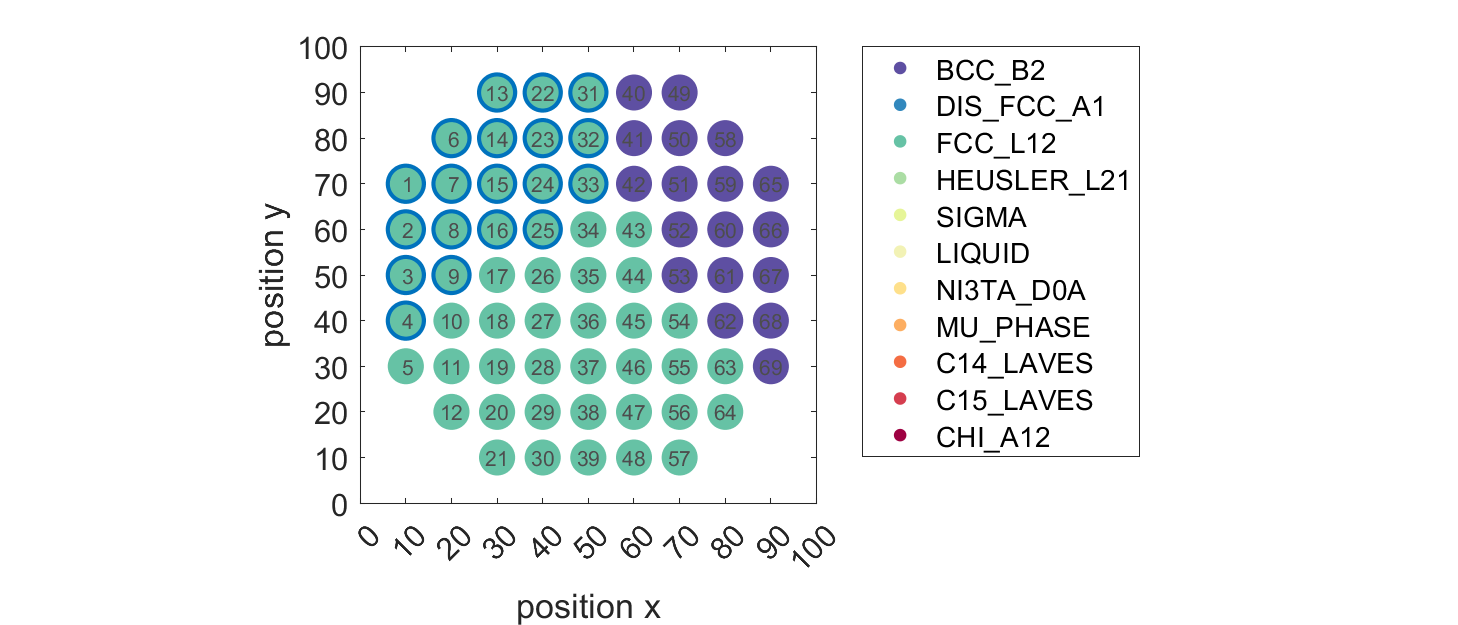 100
90
80
70
60
50
40
30
20
10
0
position y
13 22 31 40 49
6 14 23 32 41 50 58
1 7 15 24 33 42 51 59 65
2 8 16 25 34 43 52 60 66
3 9 17 26 35 44 53 61 67
4 10 18 27 36 45 54 62 68
5 11 19 28 37 46 55 63 69
12 20 29 38 47 56 64
21 30 39 48 57
0 10 20 30 40 50 60 70 80 90 100
position x
BCC_B2
DIS_FCC_A1
FCC_L12
HEUSLER_L21
SIGMA
LIQUID
NI3TA_D0A
MU_PHASE
C14_LAVES
C15_LAVES
CHI_A12